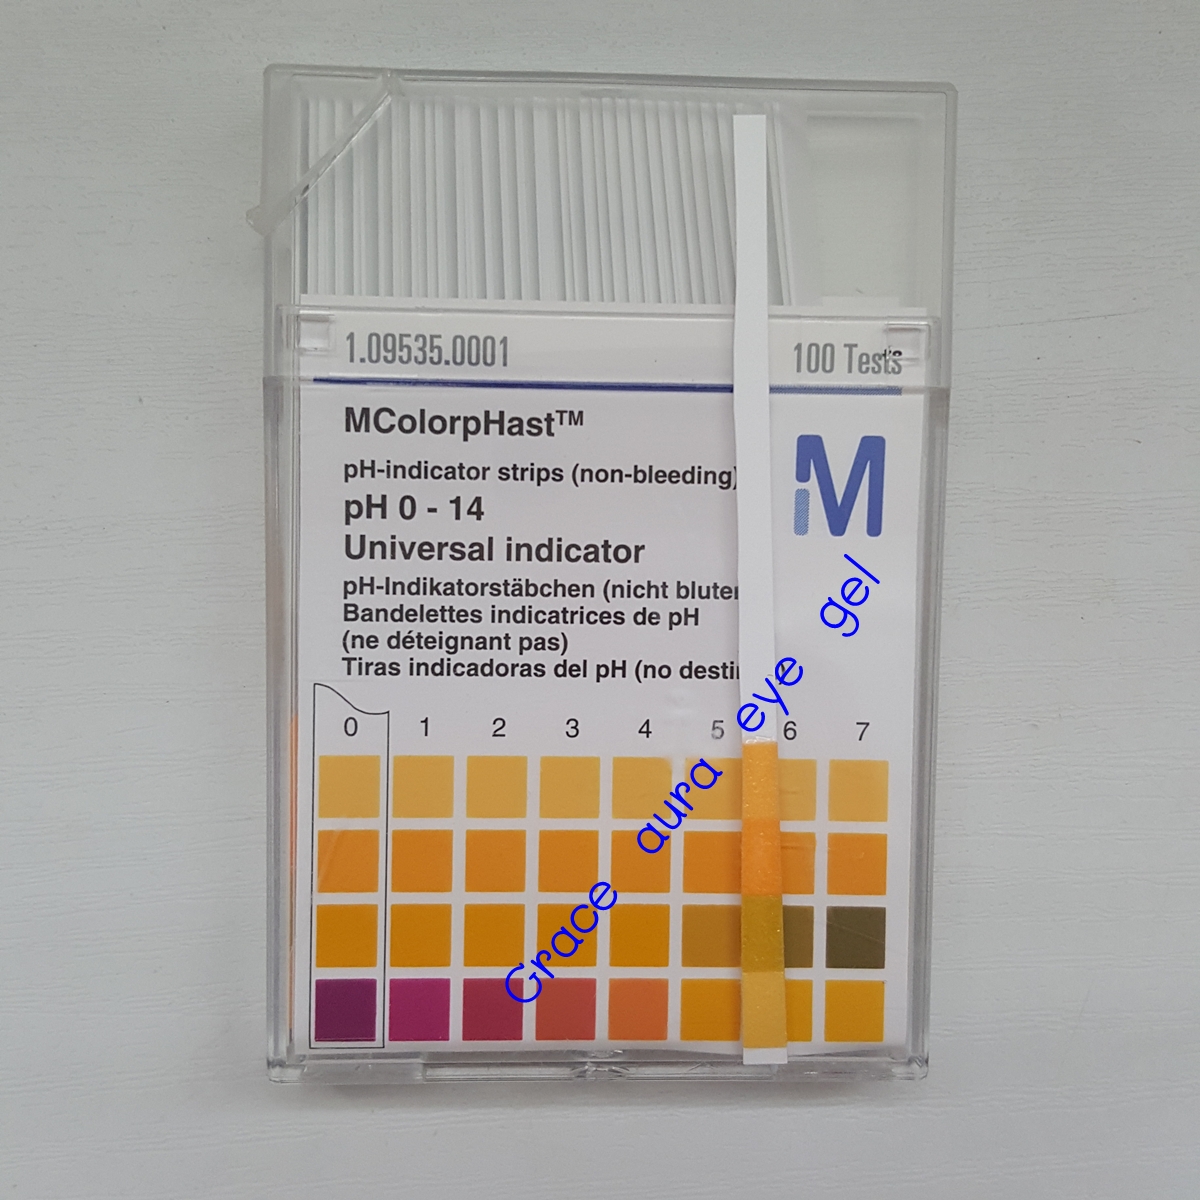 1.09535.0001
100 Tests
MColorpHast™
pH-indicator strips (non-bleeding)
pH 0 - 14
Universal indicator
pH-Indikatorstäbchen (nicht bluten
Bandelettes indicatrices de pH
(ne déteignant pas)
Tiras indicadoras del pH (no destiñ
M
0 1 2 3 4 5 6 7
Grace aura eye gel